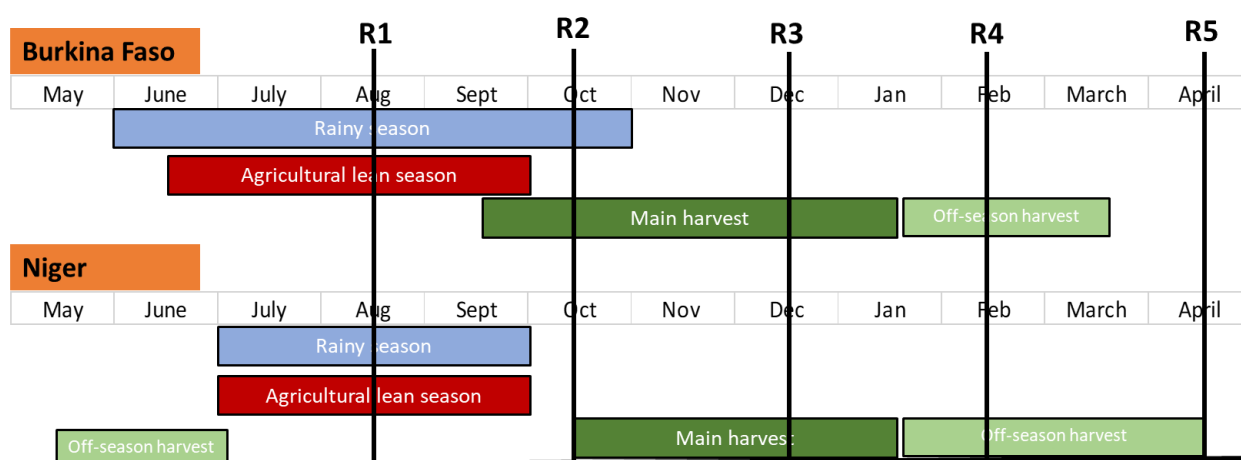 R1 R2 R3 R4 R5
Burkina Faso
May June July Aug Sept Oct Nov Dec Jan Feb March April
Rainy season
Agricultural lean season
Main harvest Off-season harvest
Niger
May June July Aug Sept Oct Nov Dec Jan Feb March April
Rainy season
Agricultural lean season
Off-season harvest Main harvest Off-season harvest